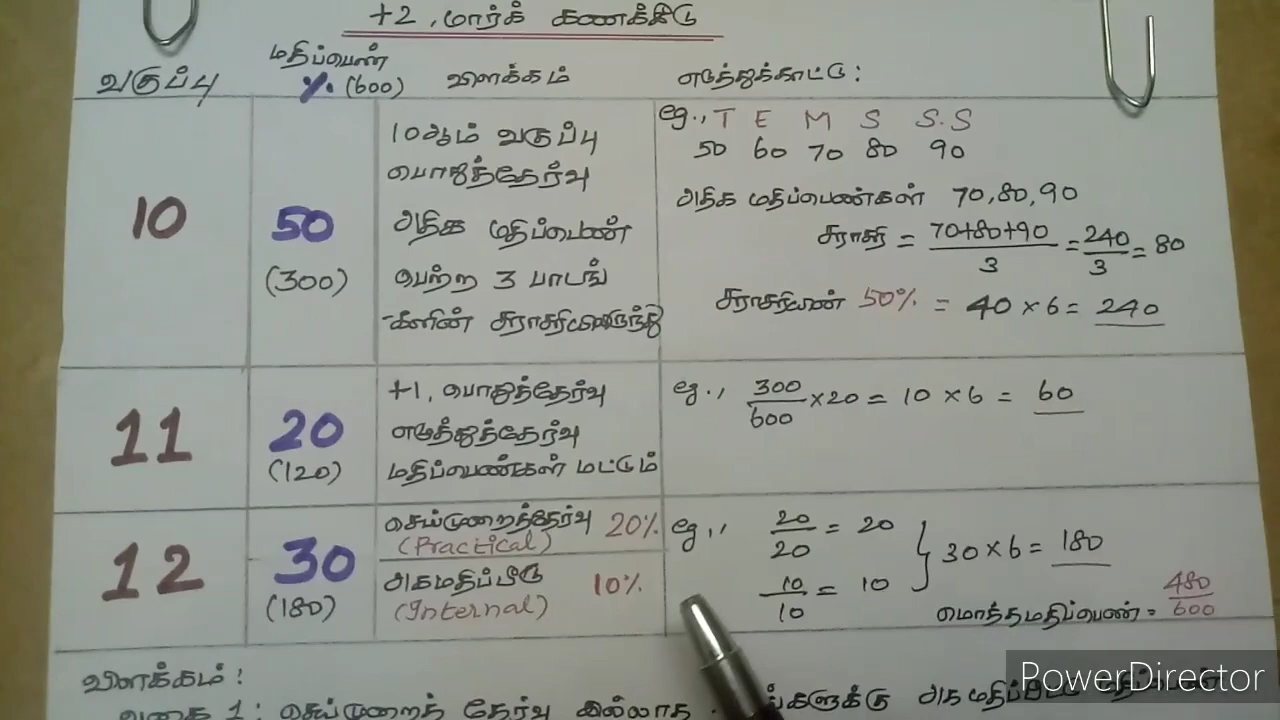 +2, மார்க் கணக்கீடு
வகுப்பு மதிப்பெண் % (600) விளக்கம் எடுத்துக்காட்டு:
10
50
(300)
10ஆம் வகுப்பு
பொதுத்தேர்வு
அதிக மதிப்பெண்
பெற்ற 3 பாடங்
-களின் சராசரியிலிருந்து
eg., T E M S S.S
50 60 70 80 90
அதிக மதிப்பெண்கள் 70,80,90
சராசரி = 70+80+90/3 = 240/3 = 80
சராசரியின் 50% = 40 × 6 = 240
11
20
(120)
+1, பொதுத்தேர்வு
எழுத்துத்தேர்வு
மதிப்பெண்கள் மட்டும்
eg., 300/600 × 20 = 10 × 6 = 60
12
30
(180)
செய்முறைத்தேர்வு 20%
(Practical)
அகமதிப்பீடு 10%
(Internal)
eg., 20/20 = 20
10/10 = 10
} 30 × 6 = 180
மொத்தமதிப்பெண் = 480/600
விளக்கம்:
வகை 1: செய்முறைத் தேர்வு இல்லாத அகமதிப்பீட்டு
PowerDirector